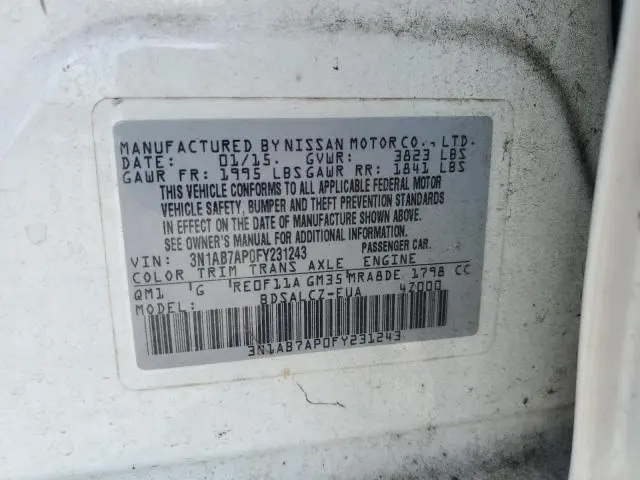 MANUFACTURED BY NISSAN MOTOR CO., LTD.
DATE: 01/15. GVWR: 3823 LBS
GAWR FR: 1995 LBS GAWR RR: 1841 LBS
THIS VEHICLE CONFORMS TO ALL APPLICABLE FEDERAL MOTOR
VEHICLE SAFETY, BUMPER AND THEFT PREVENTION STANDARDS
IN EFFECT ON THE DATE OF MANUFACTURE SHOWN ABOVE.
SEE OWNER'S MANUAL FOR ADDITIONAL INFORMATION.
VIN: 3N1AB7AP0FY231243 PASSENGER CAR.
COLOR TRIM TRANS AXLE ENGINE
QM1 G RE0F11A GM35 MRA8DE 1798 CC
MODEL: BDSALCZ-EUA 4Z000
3N1AB7AP0FY231243